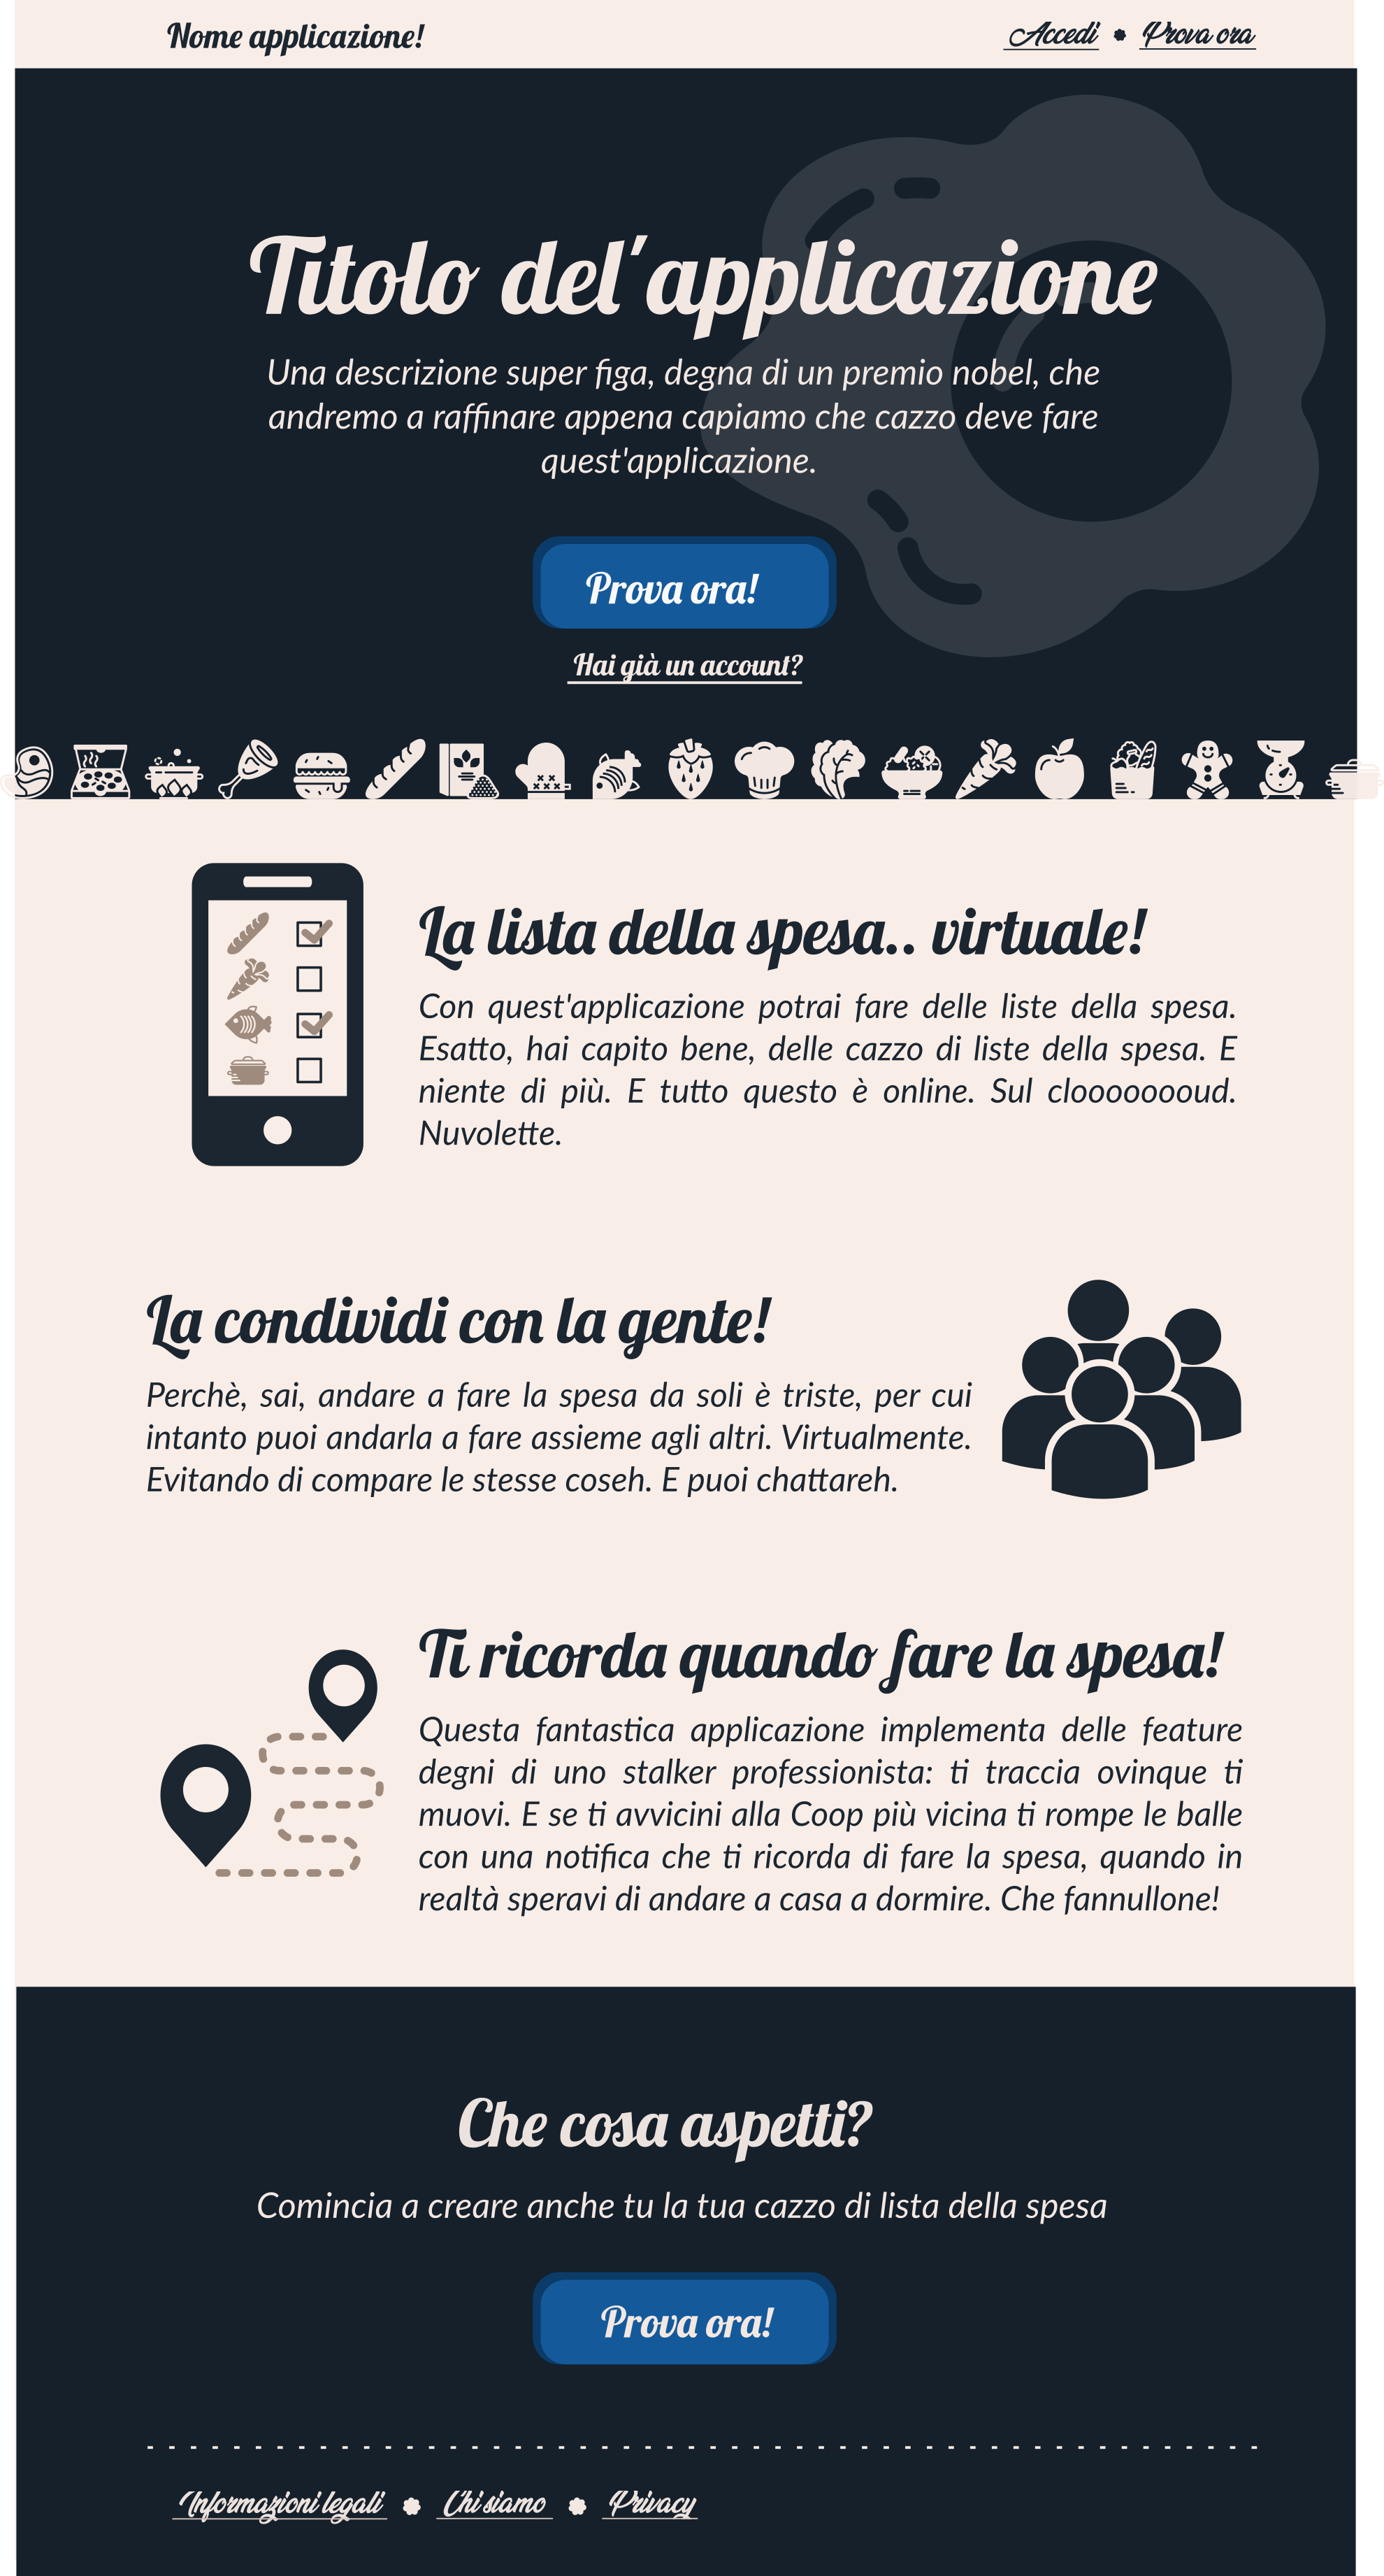 Nome applicazione!
Accedi
Prova ora
Titolo del'applicazione
Una descrizione super figa, degna di un premio nobel, che
andremo a raffinare appena capiamo che cazzo deve fare
quest'applicazione.
Prova ora!
Hai già un account?
La lista della spesa.. virtuale!
Con quest'applicazione potrai fare delle liste della spesa.
Esatto, hai capito bene, delle cazzo di liste della spesa. E
niente di più. E tutto questo è online. Sul cloooooooud.
Nuvolette.
La condividi con la gente!
Perchè, sai, andare a fare la spesa da soli è triste, per cui
intanto puoi andarla a fare assieme agli altri. Virtualmente.
Evitando di compare le stesse coseh. E puoi chattareh.
Ti ricorda quando fare la spesa!
Questa fantastica applicazione implementa delle feature
degni di uno stalker professionista: ti traccia ovinque ti
muovi. E se ti avvicini alla Coop più vicina ti rompe le balle
con una notifica che ti ricorda di fare la spesa, quando in
realtà speravi di andare a casa a dormire. Che fannullone!
Che cosa aspetti?
Comincia a creare anche tu la tua cazzo di lista della spesa
Prova ora!
Informazioni legali
Chi siamo
Privacy